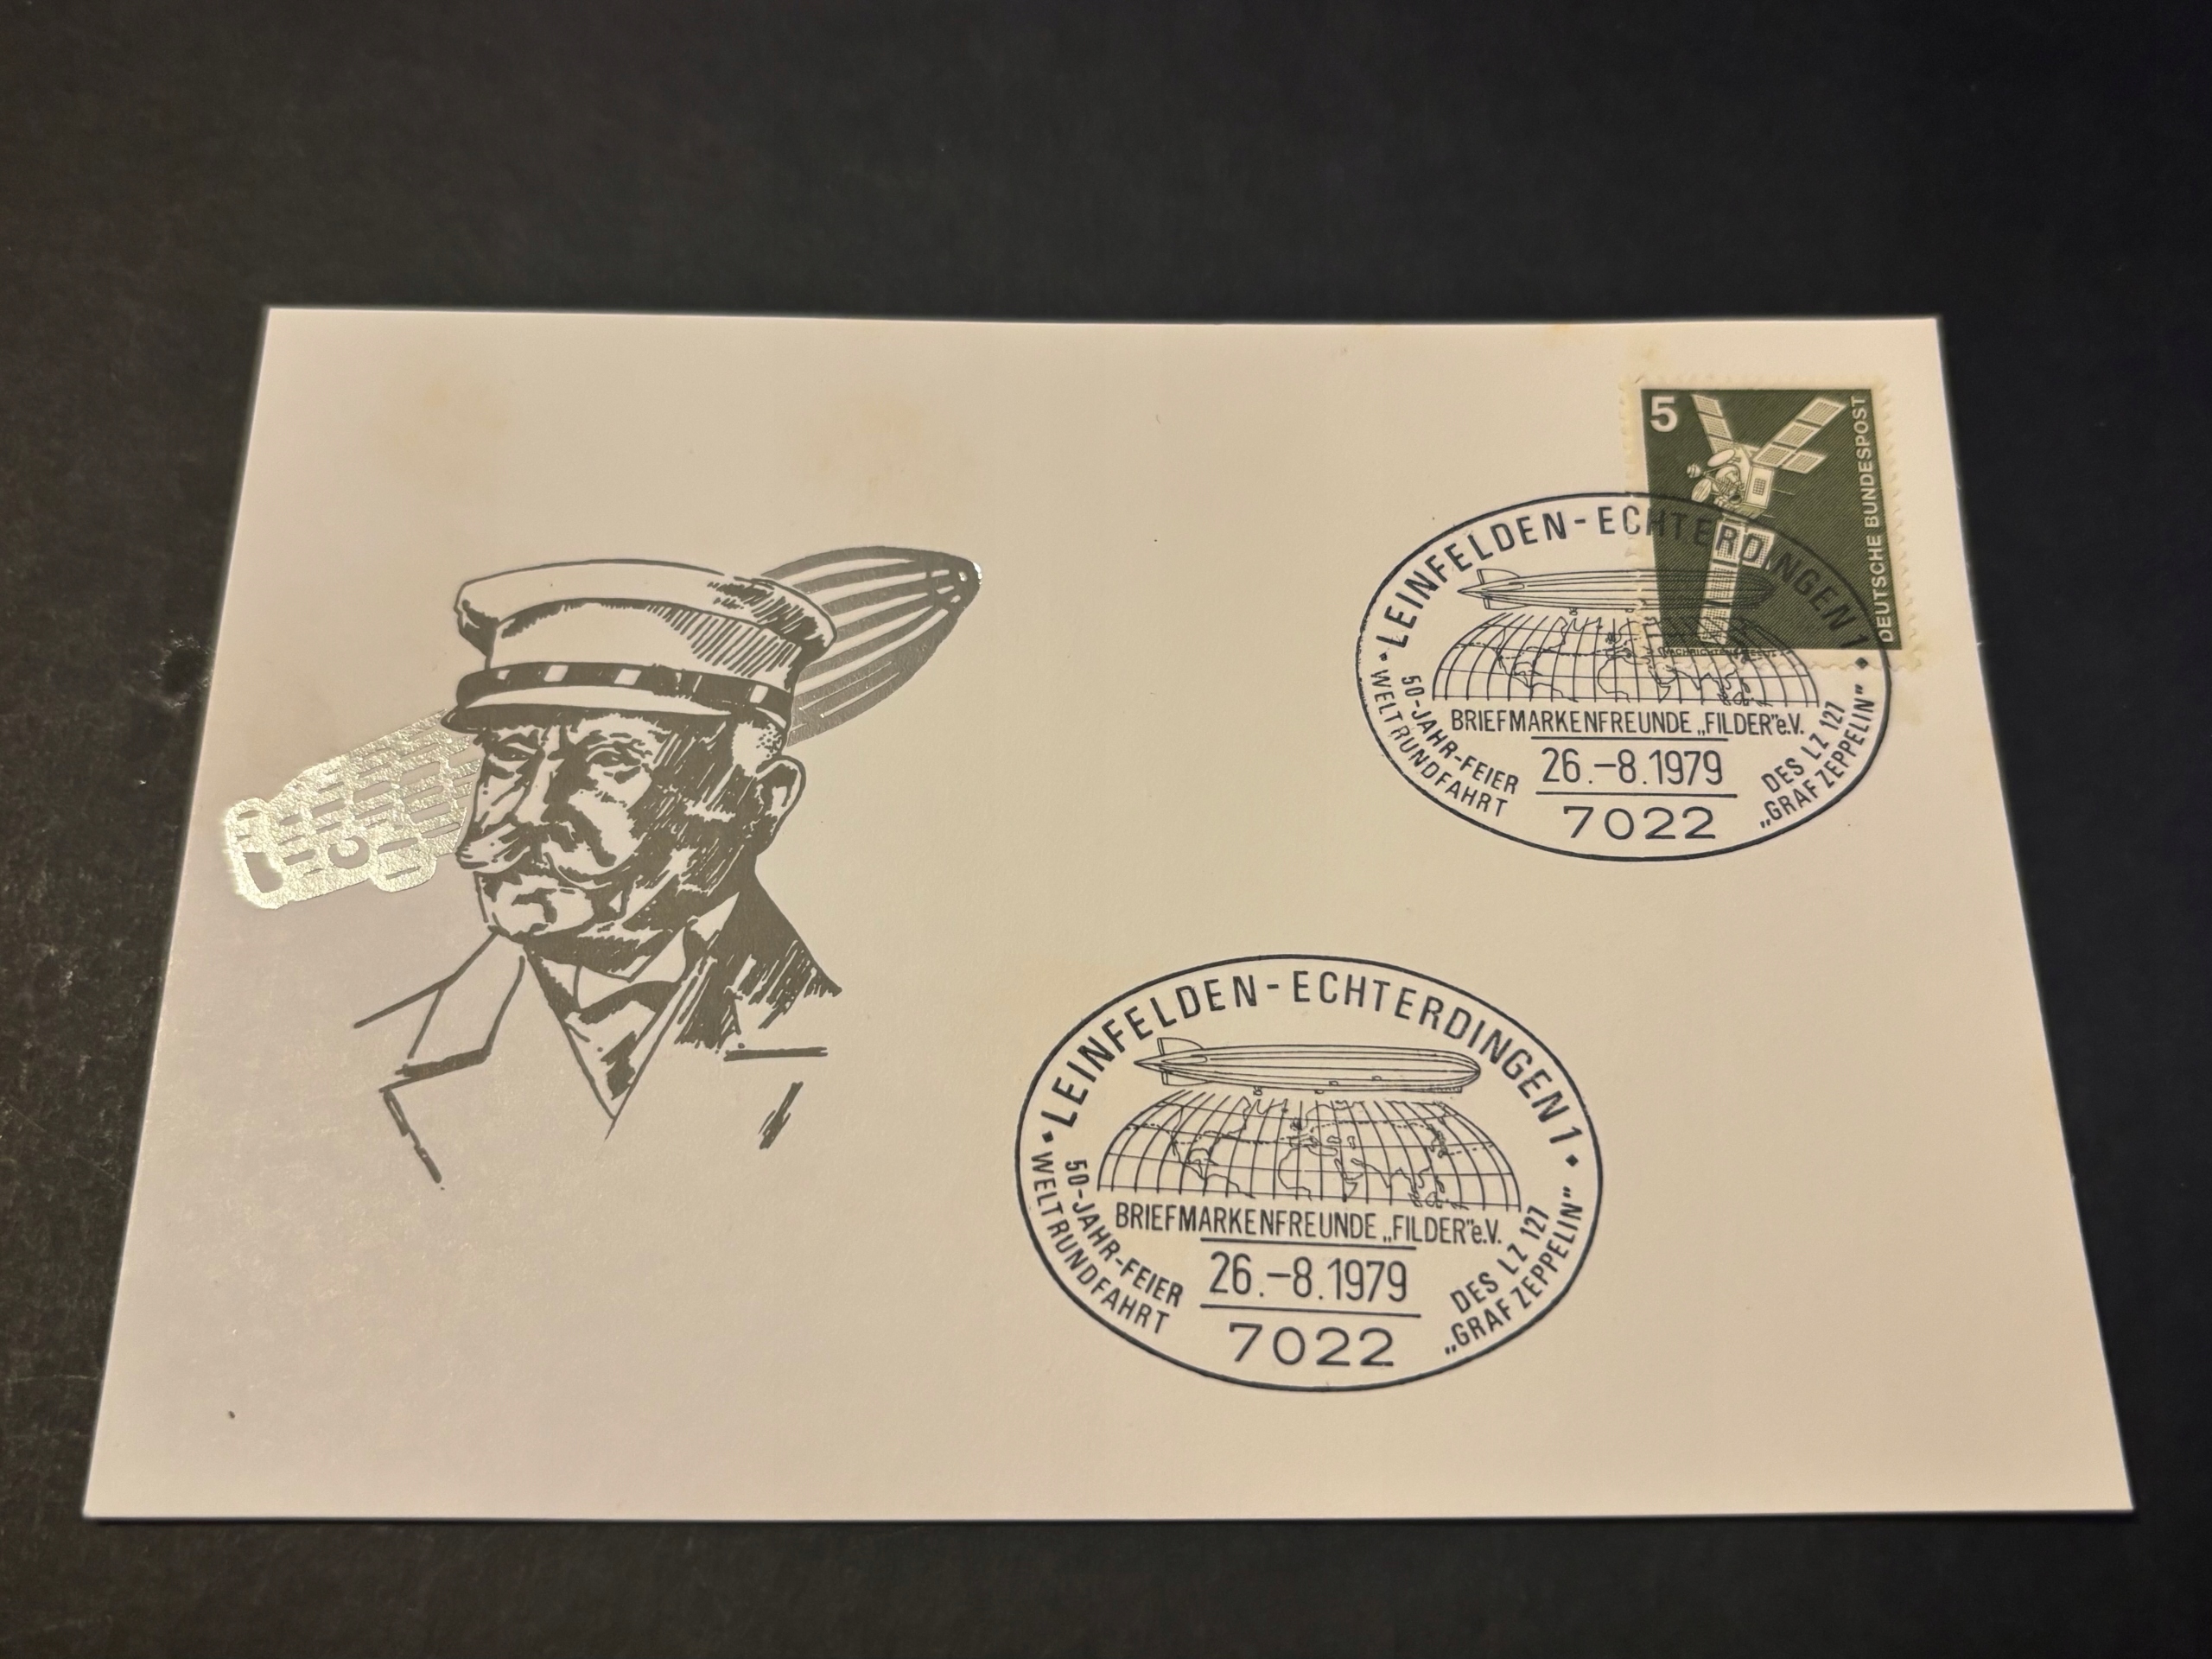 5
DEUTSCHE BUNDESPOST
LEINFELDEN-ECHTERDINGEN 1
BRIEFMARKENFREUNDE „FILDER" e.V.
26.-8.1979
7022
50-JAHR-FEIER
WELTRUNDFAHRT
DES LZ 127
„GRAF ZEPPELIN"
LEINFELDEN-ECHTERDINGEN 1
BRIEFMARKENFREUNDE „FILDER" e.V.
26.-8.1979
7022
50-JAHR-FEIER
WELTRUNDFAHRT
DES LZ 127
„GRAF ZEPPELIN"